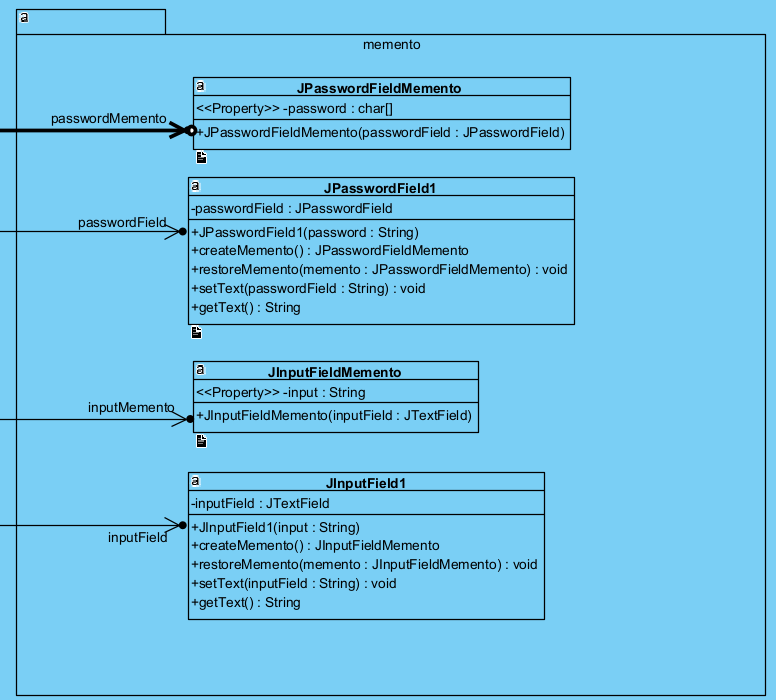 a
memento
a
JPasswordFieldMemento
<<Property>> -password : char[]
passwordMemento
+JPasswordFieldMemento(passwordField : JPasswordField)
a
JPasswordField1
-passwordField : JPasswordField
passwordField
+JPasswordField1(password : String)
+createMemento() : JPasswordFieldMemento
+restoreMemento(memento : JPasswordFieldMemento) : void
+setText(passwordField : String) : void
+getText() : String
a
JInputFieldMemento
<<Property>> -input : String
inputMemento
+JInputFieldMemento(inputField : JTextField)
a
JInputField1
-inputField : JTextField
inputField
+JInputField1(input : String)
+createMemento() : JInputFieldMemento
+restoreMemento(memento : JInputFieldMemento) : void
+setText(inputField : String) : void
+getText() : String